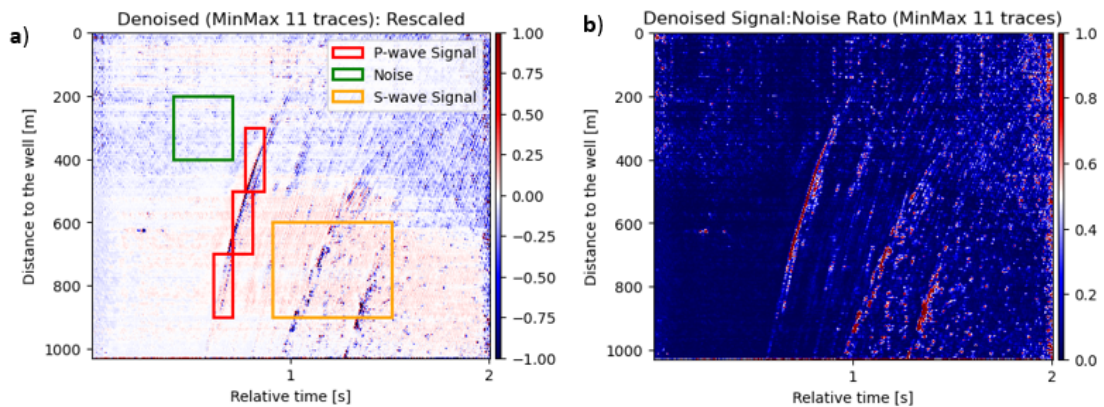 a)
Denoised (MinMax 11 traces): Rescaled
P-wave Signal
Noise
S-wave Signal
0
200
400
600
800
1000
Distance to the well [m]
1
2
Relative time [s]
1.00
0.75
0.50
0.25
0.00
−0.25
−0.50
−0.75
−1.00
b)
Denoised Signal:Noise Rato (MinMax 11 traces)
0
200
400
600
800
1000
Distance to the well [m]
1
2
Relative time [s]
1.0
0.8
0.6
0.4
0.2
0.0